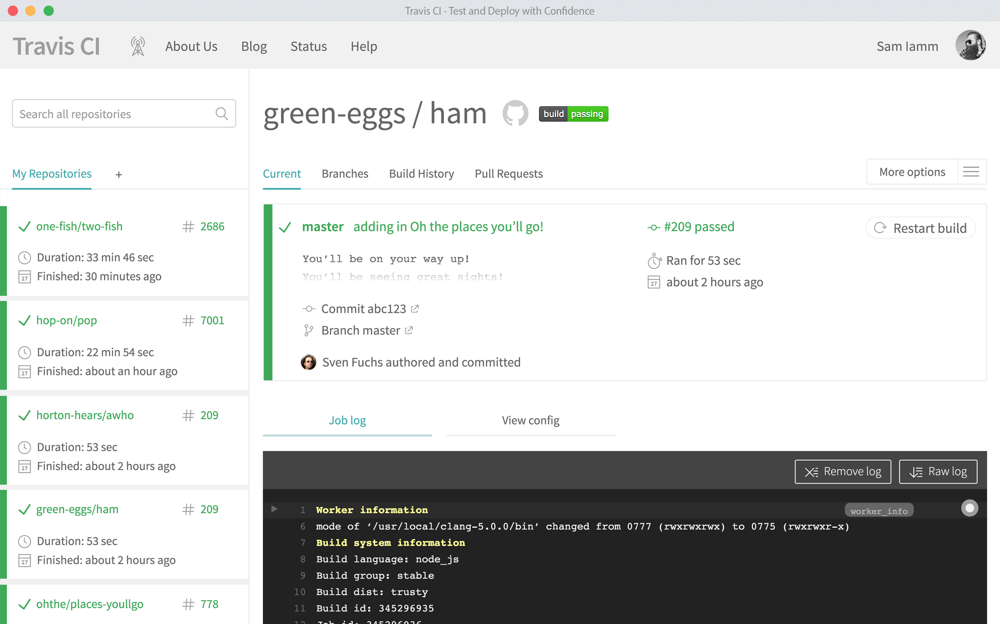 Travis CI - Test and Deploy with Confidence
Travis CI About Us Blog Status Help Sam Iamm
Search all repositories
My Repositories +
one-fish/two-fish # 2686
Duration: 33 min 46 sec
27 Finished: 30 minutes ago
hop-on/pop # 7001
Duration: 22 min 54 sec
27 Finished: about an hour ago
horton-hears/awho # 209
Duration: 53 sec
27 Finished: about 2 hours ago
green-eggs/ham # 209
Duration: 53 sec
27 Finished: about 2 hours ago
ohthe/places-youllgo # 778
green-eggs / ham build passing
Current Branches Build History Pull Requests More options
master adding in Oh the places you’ll go! #209 passed Restart build
You’ll be on your way up!
You’ll be seeing great sights!
Ran for 53 sec
27 about 2 hours ago
Commit abc123
Branch master
Sven Fuchs authored and committed
Job log View config
Remove log Raw log
1 Worker information worker_info
6 mode of ‘/usr/local/clang-5.0.0/bin’ changed from 0777 (rwxrwxrwx) to 0775 (rwxrwxr-x)
7 Build system information
8 Build language: node_js
9 Build group: stable
10 Build dist: trusty
11 Build id: 345296935
12 Job id: 345296936